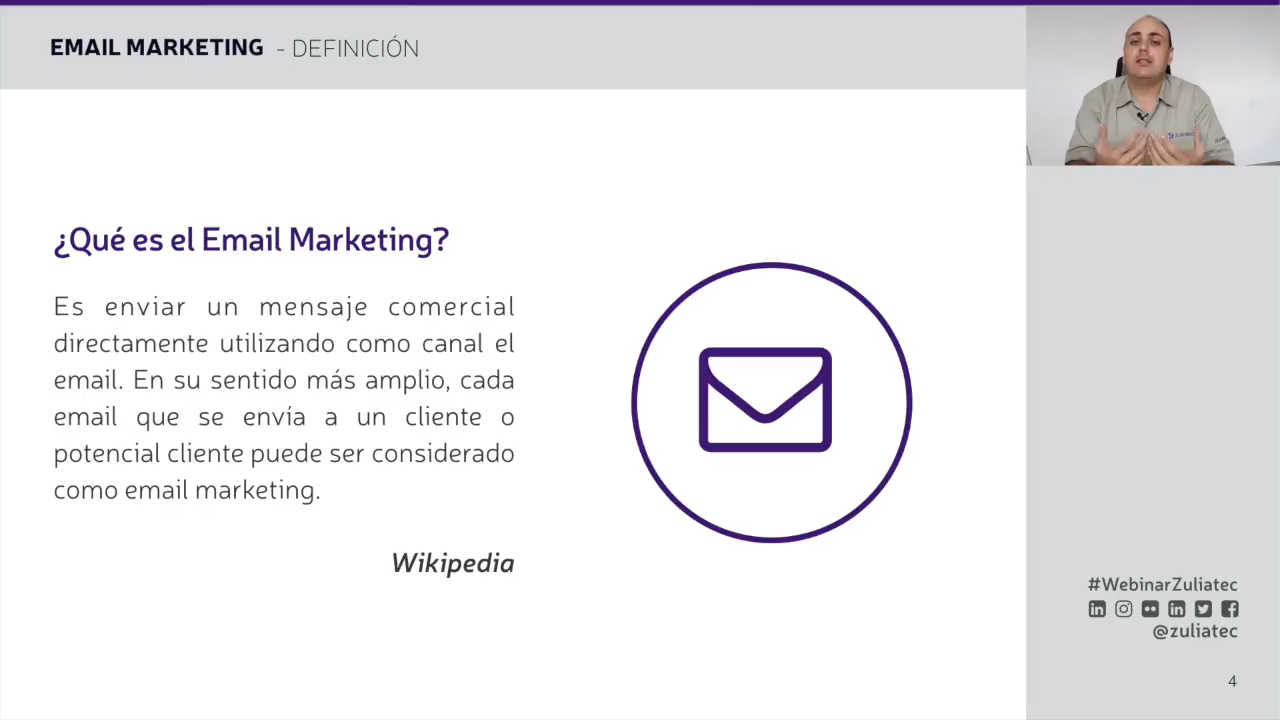 EMAIL MARKETING - DEFINICIÓN
¿Qué es el Email Marketing?
Es enviar un mensaje comercial
directamente utilizando como canal el
email. En su sentido más amplio, cada
email que se envía a un cliente o
potencial cliente puede ser considerado
como email marketing.
Wikipedia
#WebinarZuliatec
@zuliatec
4